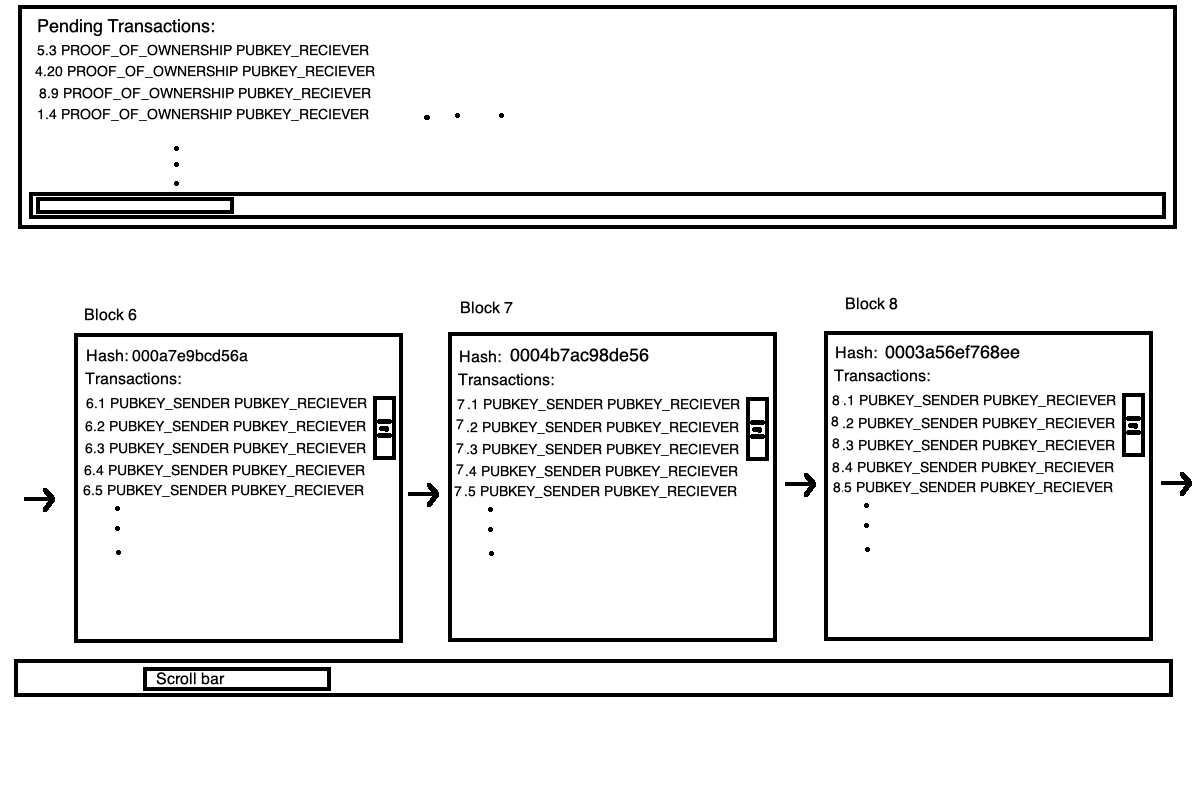 Pending Transactions:
5.3 PROOF_OF_OWNERSHIP PUBKEY_RECIEVER
4.20 PROOF_OF_OWNERSHIP PUBKEY_RECIEVER
8.9 PROOF_OF_OWNERSHIP PUBKEY_RECIEVER
1.4 PROOF_OF_OWNERSHIP PUBKEY_RECIEVER
Block 6
Hash: 000a7e9bcd56a
Transactions:
6.1 PUBKEY_SENDER PUBKEY_RECIEVER
6.2 PUBKEY_SENDER PUBKEY_RECIEVER
6.3 PUBKEY_SENDER PUBKEY_RECIEVER
6.4 PUBKEY_SENDER PUBKEY_RECIEVER
6.5 PUBKEY_SENDER PUBKEY_RECIEVER
Block 7
Hash: 0004b7ac98de56
Transactions:
7.1 PUBKEY_SENDER PUBKEY_RECIEVER
7.2 PUBKEY_SENDER PUBKEY_RECIEVER
7.3 PUBKEY_SENDER PUBKEY_RECIEVER
7.4 PUBKEY_SENDER PUBKEY_RECIEVER
7.5 PUBKEY_SENDER PUBKEY_RECIEVER
Block 8
Hash: 0003a56ef768ee
Transactions:
8.1 PUBKEY_SENDER PUBKEY_RECIEVER
8.2 PUBKEY_SENDER PUBKEY_RECIEVER
8.3 PUBKEY_SENDER PUBKEY_RECIEVER
8.4 PUBKEY_SENDER PUBKEY_RECIEVER
8.5 PUBKEY_SENDER PUBKEY_RECIEVER
Scroll bar